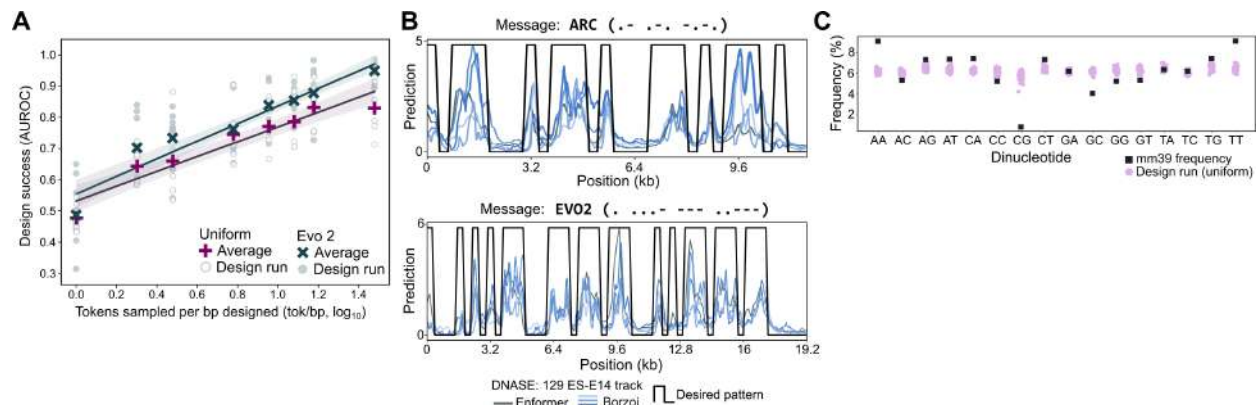 A
Design success (AUROC)
1.0
0.9
0.8
0.7
0.6
0.5
0.4
0.3
0.0 0.2 0.4 0.6 0.8 1.0 1.2 1.4
Tokens sampled per bp designed (tok/bp, log10)
Uniform Evo 2
Average Average
Design run Design run
B
Message: ARC (.- .-. -.-.)
Prediction
5
0
0 3.2 6.4 9.6
Position (kb)
Message: EVO2 (. ...- --- ..---)
Prediction
6
0
0 3.2 6.4 9.6 12.8 16 19.2
Position (kb)
DNASE: 129 ES-E14 track
Enformer Borzoi
Desired pattern
C
Frequency (%)
8
6
4
2
AA AC AG AT CA CC CG CT GA GC GG GT TA TC TG TT
Dinucleotide
mm39 frequency
Design run (uniform)